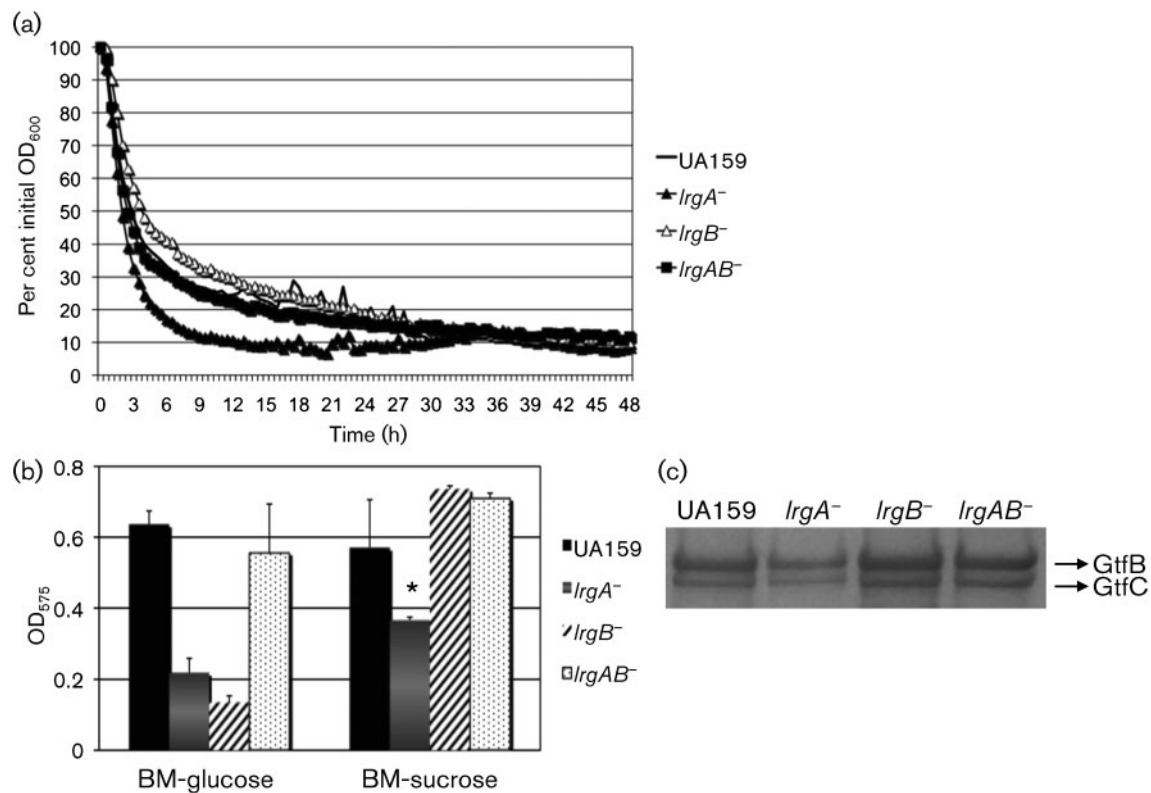 (a)
Per cent initial OD600
100
90
80
70
60
50
40
30
20
10
0
0 3 6 9 12 15 18 21 24 27 30 33 36 39 42 45 48
Time (h)
UA159
lrgA–
lrgB–
lrgAB–
(b)
OD575
0.8
0.6
0.4
0.2
0
*
BM-glucose BM-sucrose
UA159
lrgA–
lrgB–
lrgAB–
(c)
UA159 lrgA– lrgB– lrgAB–
GtfB
GtfC